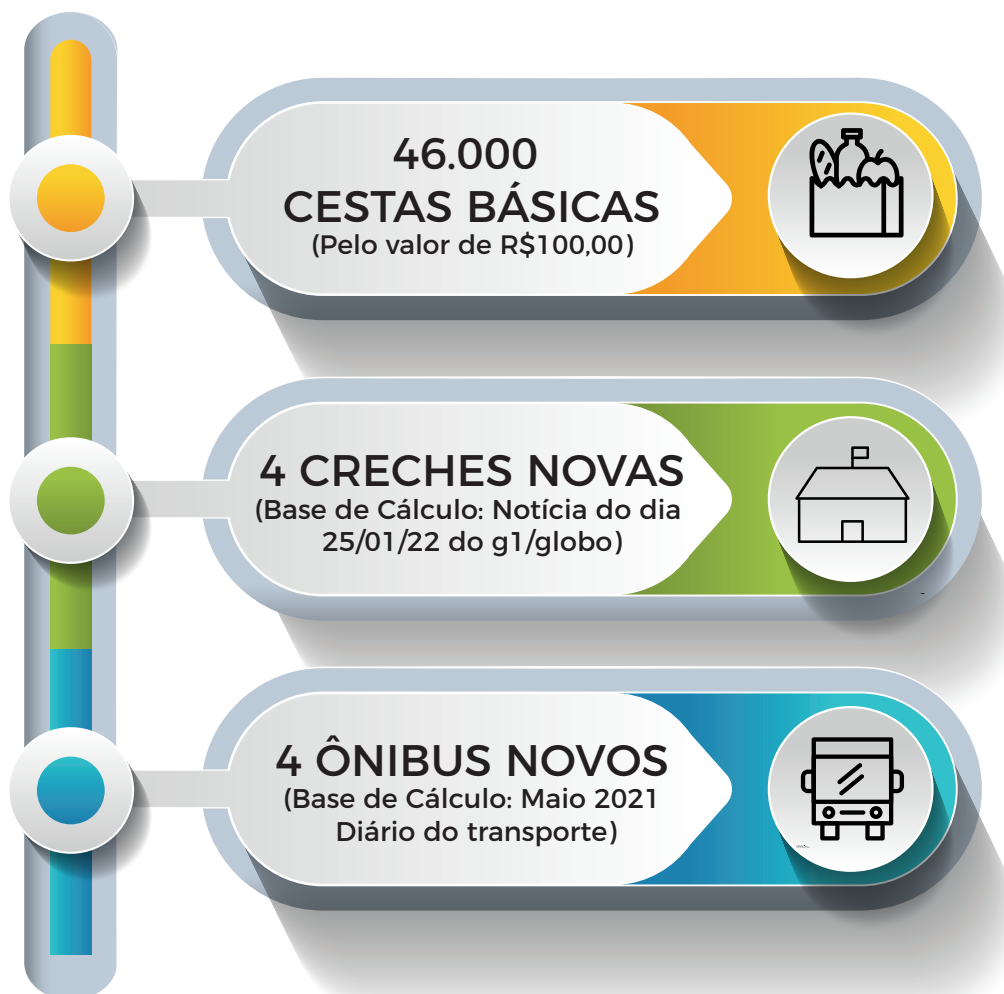 46.000
CESTAS BÁSICAS
(Pelo valor de R$100,00)
4 CRECHES NOVAS
(Base de Cálculo: Notícia do dia
25/01/22 do g1/globo)
4 ÔNIBUS NOVOS
(Base de Cálculo: Maio 2021
Diário do transporte)